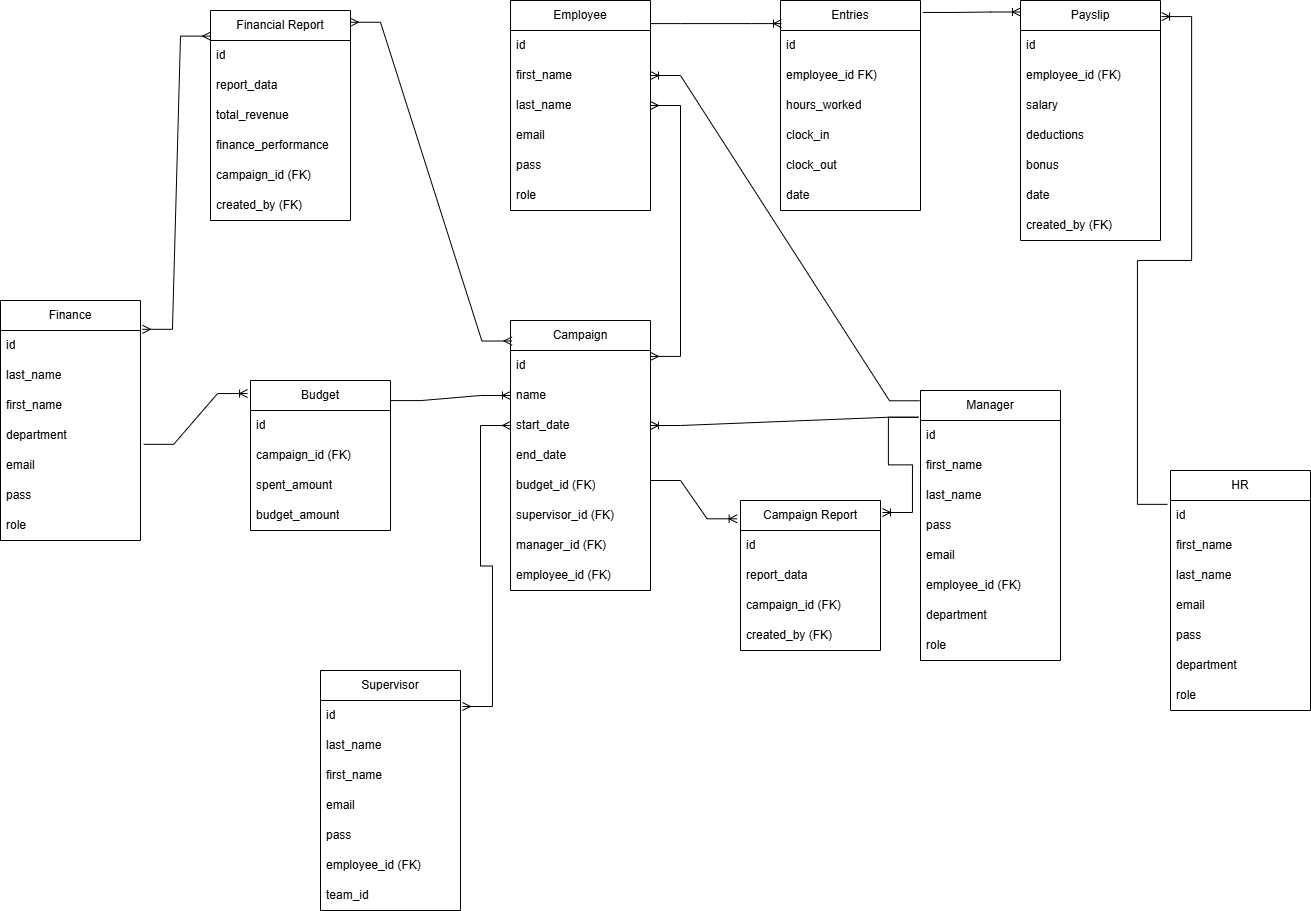 Financial Report
id
report_data
total_revenue
finance_performance
campaign_id (FK)
created_by (FK)
Employee
id
first_name
last_name
email
pass
role
Entries
id
employee_id FK)
hours_worked
clock_in
clock_out
date
Payslip
id
employee_id (FK)
salary
deductions
bonus
date
created_by (FK)
Finance
id
last_name
first_name
department
email
pass
role
Budget
id
campaign_id (FK)
spent_amount
budget_amount
Campaign
id
name
start_date
end_date
budget_id (FK)
supervisor_id (FK)
manager_id (FK)
employee_id (FK)
Campaign Report
id
report_data
campaign_id (FK)
created_by (FK)
Manager
id
first_name
last_name
pass
email
employee_id (FK)
department
role
HR
id
first_name
last_name
email
pass
department
role
Supervisor
id
last_name
first_name
email
pass
employee_id (FK)
team_id